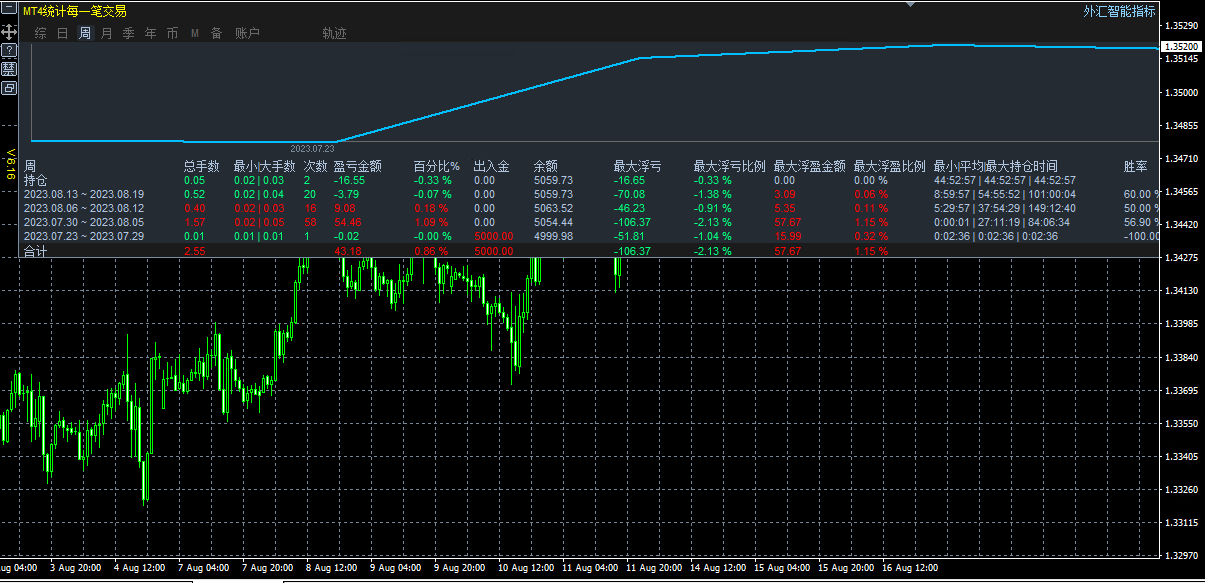 MT4统计每一笔交易
外汇智能指标
综 日 周 月 季 年 币 M 备 账户 轨迹
禁
V616
2023.07.23
周 总手数 最小|大手数 次数 盈亏金额 百分比% 出入金 余额 最大浮亏 最大浮亏比例 最大浮盈金额 最大浮盈比例 最小|平均|最大持仓时间 胜率
持仓 0.05 0.02 | 0.03 2 -16.55 -0.33 % 0.00 5059.73 -16.65 -0.33 % 0.00 0.00 % 44:52:57 | 44:52:57 | 44:52:57
2023.08.13 ~ 2023.08.19 0.52 0.02 | 0.04 20 -3.79 -0.07 % 0.00 5059.73 -70.08 -1.38 % 3.09 0.06 % 8:59:57 | 54:55:52 | 101:00:04 60.00 %
2023.08.06 ~ 2023.08.12 0.40 0.02 | 0.03 16 9.08 0.18 % 0.00 5063.52 -46.23 -0.91 % 5.35 0.11 % 5:29:57 | 37:54:29 | 149:12:40 50.00 %
2023.07.30 ~ 2023.08.05 1.57 0.02 | 0.05 58 54.46 1.09 % 0.00 5054.44 -106.37 -2.13 % 57.67 1.15 % 0:00:01 | 27:11:19 | 84:06:34 56.90 %
2023.07.23 ~ 2023.07.29 0.01 0.01 | 0.01 1 -0.02 -0.00 % 5000.00 4999.98 -51.81 -1.04 % 15.99 0.32 % 0:02:36 | 0:02:36 | 0:02:36 -100.00
合计 2.55 43.18 0.86 % 5000.00 -106.37 -2.13 % 57.67 1.15 %
1.35290
1.35200
1.35145
1.35000
1.34855
1.34710
1.34565
1.34420
1.34275
1.34130
1.33985
1.33840
1.33695
1.33550
1.33405
1.33260
1.33115
1.32970
ug 04:00 3 Aug 20:00 4 Aug 12:00 7 Aug 04:00 7 Aug 20:00 8 Aug 12:00 9 Aug 04:00 9 Aug 20:00 10 Aug 12:00 11 Aug 04:00 11 Aug 20:00 14 Aug 12:00 15 Aug 04:00 15 Aug 20:00 16 Aug 12:00